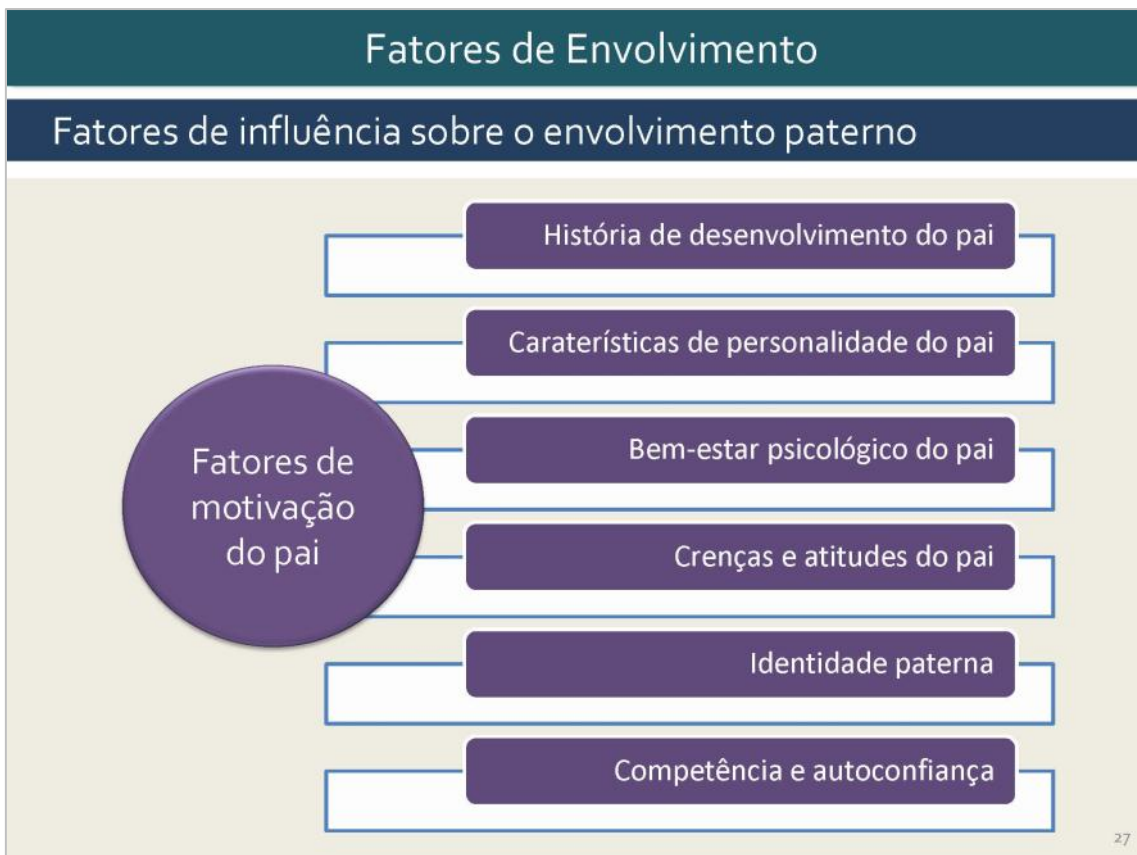 Fatores de Envolvimento
Fatores de influência sobre o envolvimento paterno
História de desenvolvimento do pai
Caraterísticas de personalidade do pai
Bem-estar psicológico do pai
Fatores de
motivação
do pai
Crenças e atitudes do pai
Identidade paterna
Competência e autoconfiança
27